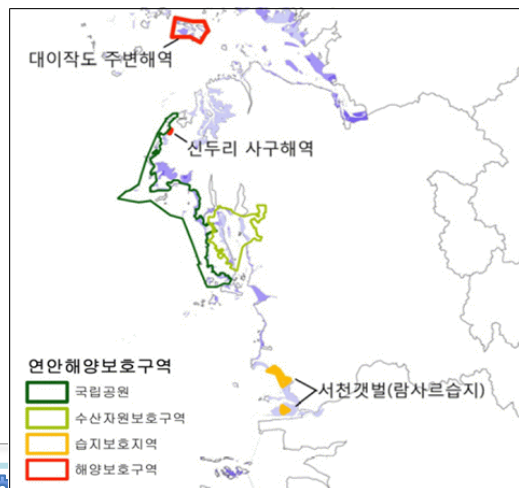 대이작도 주변해역
신두리 사구해역
서천갯벌(람사르습지)
연안해양보호구역
국립공원
수산자원보호구역
습지보호지역
해양보호구역